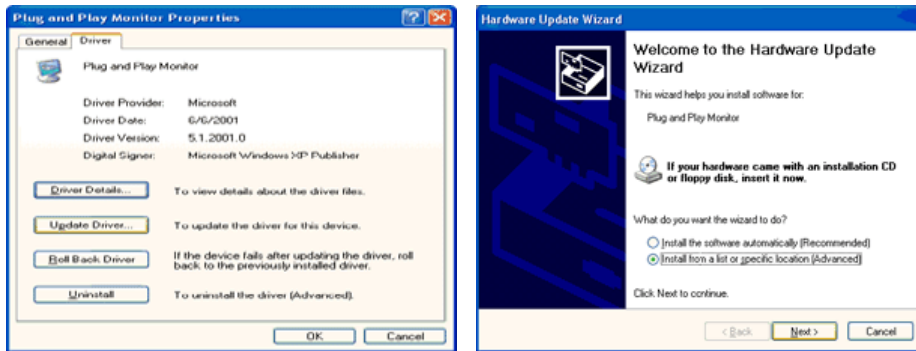 Plug and Play Monitor Properties
General Driver
Plug and Play Monitor
Driver Provider: Microsoft
Driver Date: 6/6/2001
Driver Version: 5.1.2001.0
Digital Signer: Microsoft Windows XP Publisher
Driver Details... To view details about the driver files.
Update Driver... To update the driver for this device.
Roll Back Driver If the device fails after updating the driver, roll
back to the previously installed driver.
Uninstall To uninstall the driver (Advanced).
OK Cancel
Hardware Update Wizard
Welcome to the Hardware Update
Wizard
This wizard helps you install software for:
Plug and Play Monitor
If your hardware came with an installation CD
or floppy disk, insert it now.
What do you want the wizard to do?
Install the software automatically (Recommended)
Install from a list or specific location (Advanced)
Click Next to continue.
< Back Next > Cancel